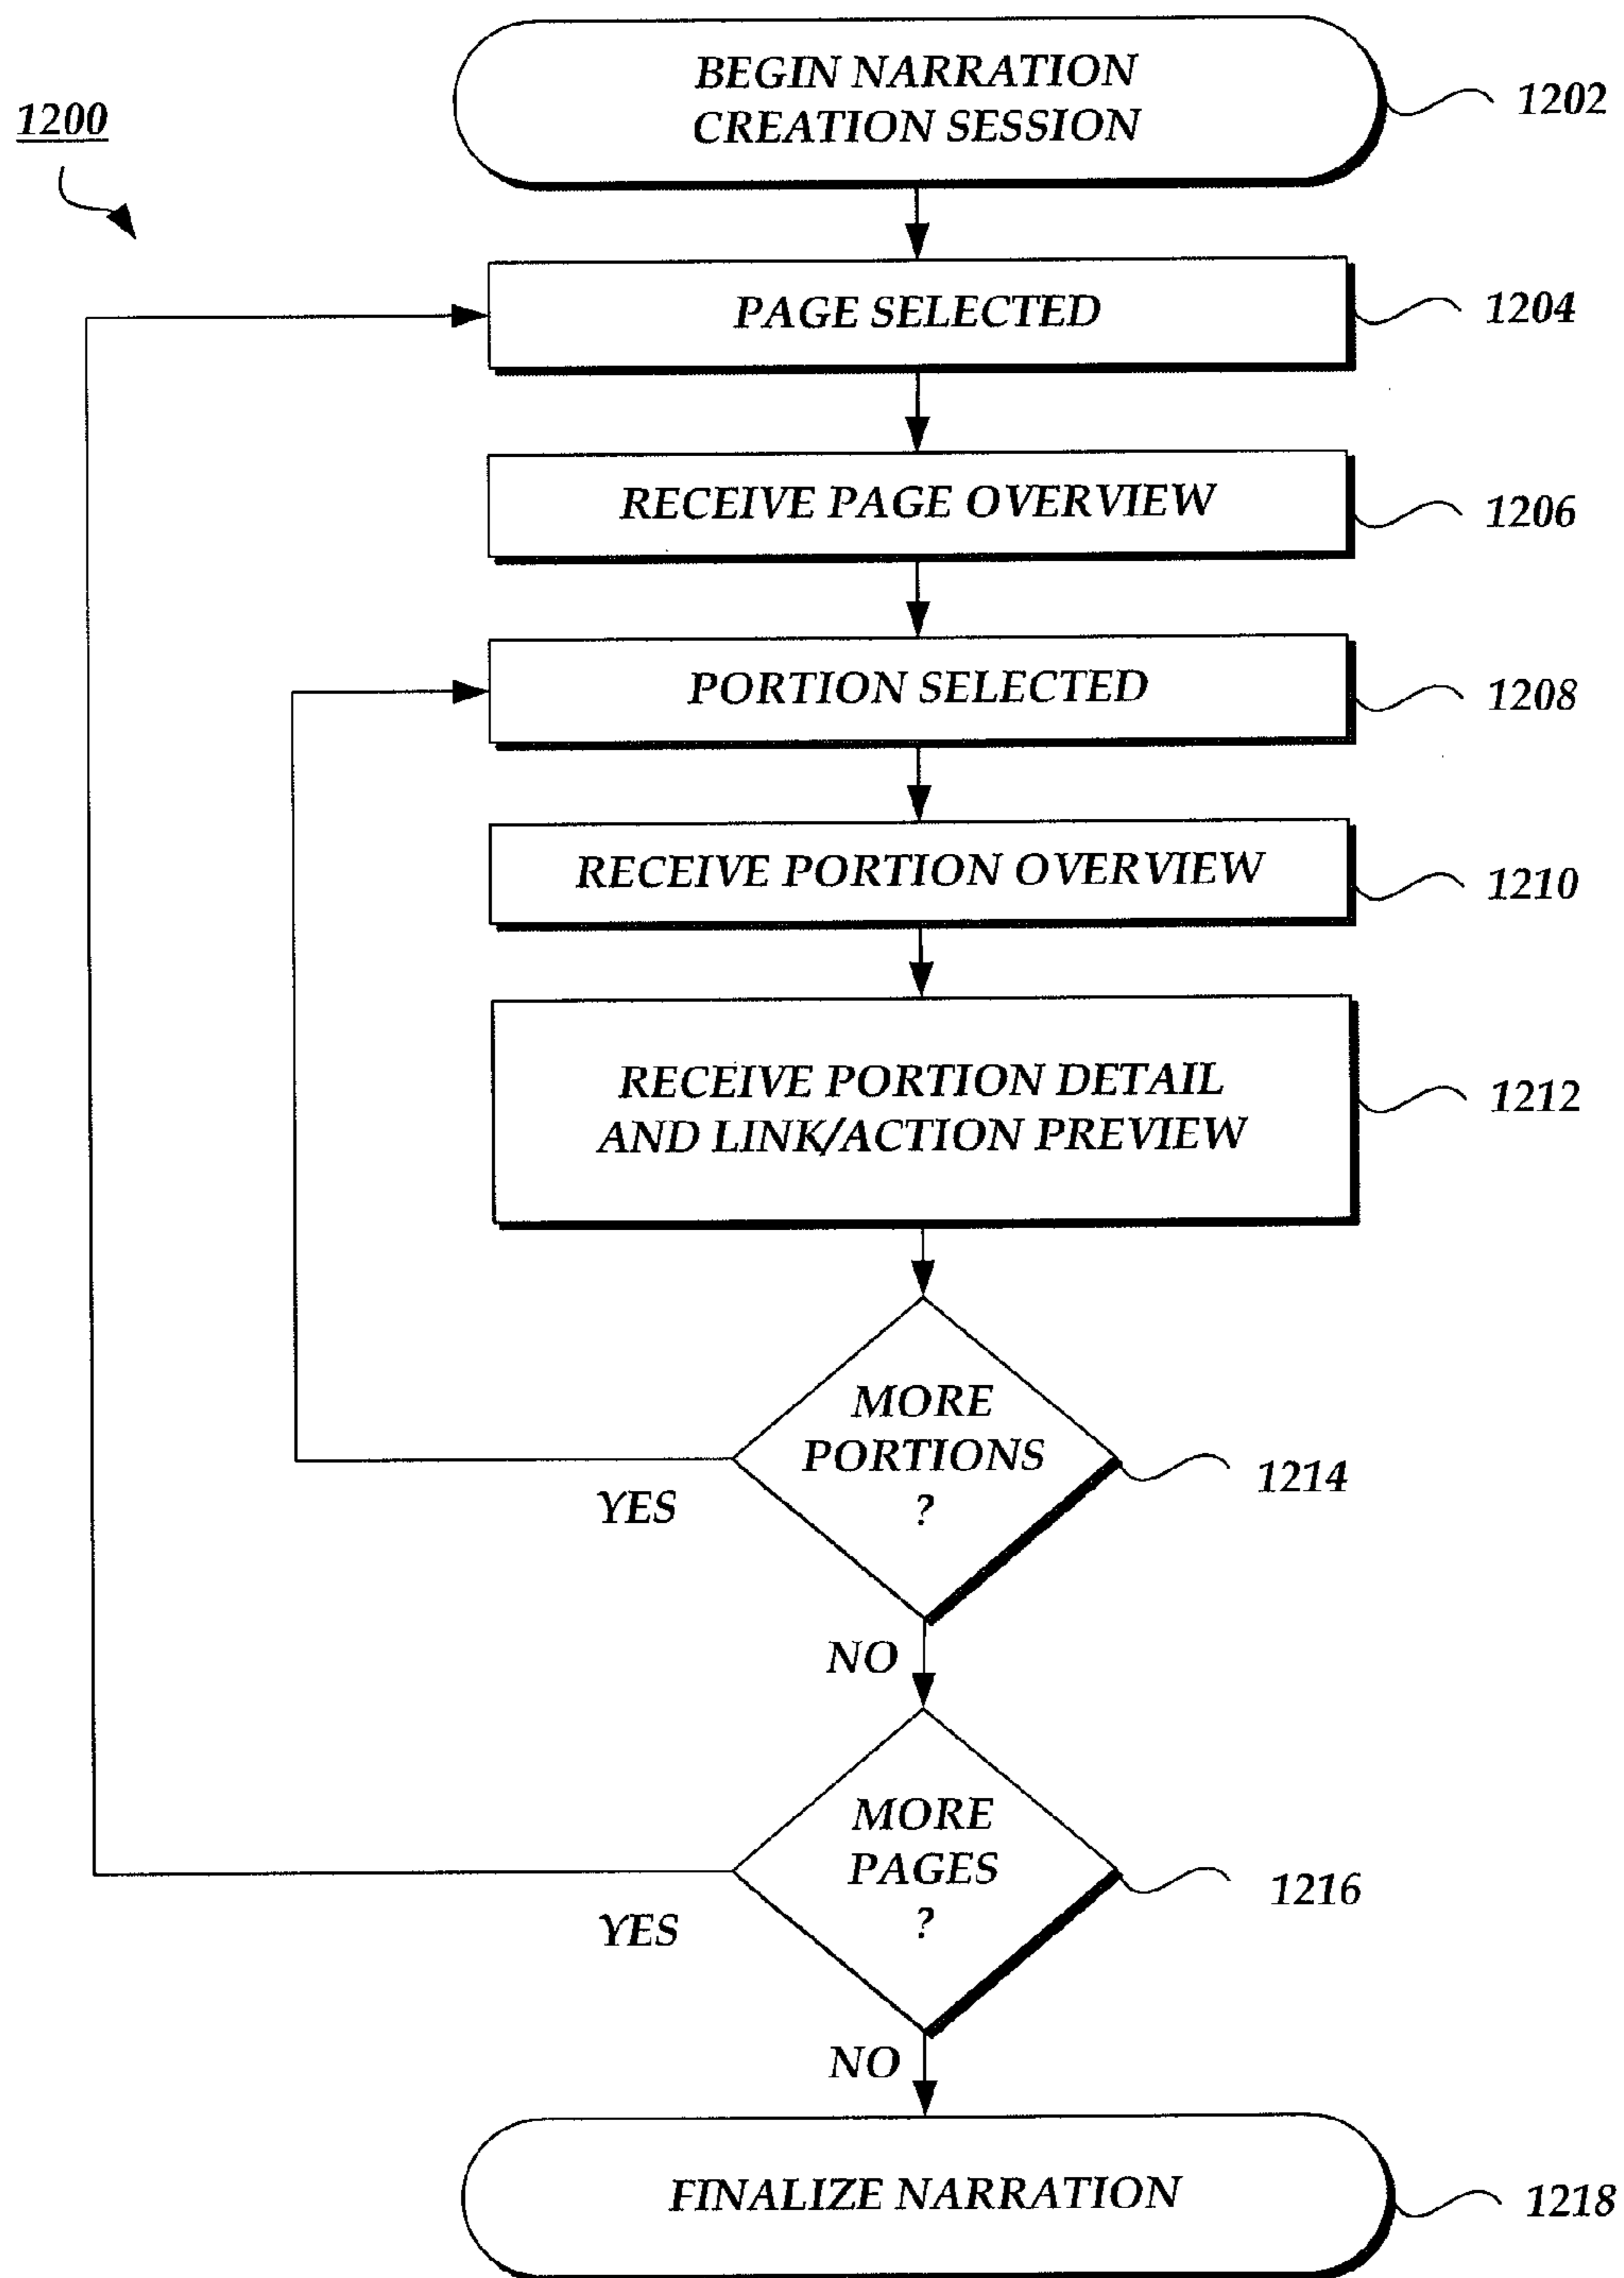 BEGIN NARRATION
CREATION SESSION
1202
1200
PAGE SELECTED
1204
RECEIVE PAGE OVERVIEW
1206
PORTION SELECTED
1208
RECEIVE PORTION OVERVIEW
1210
RECEIVE PORTION DETAIL
AND LINK/ACTION PREVIEW
1212
MORE
PORTIONS
?
1214
YES
NO
MORE
PAGES
?
1216
YES
NO
FINALIZE NARRATION
1218